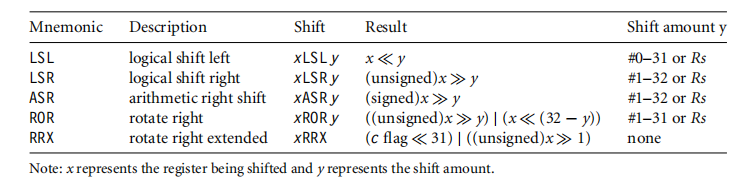 Mnemonic Description Shift Result Shift amount y
LSL logical shift left xLSL y x ≪ y #0–31 or Rs
LSR logical shift right xLSR y (unsigned)x ≫ y #1–32 or Rs
ASR arithmetic right shift xASR y (signed)x ≫ y #1–32 or Rs
ROR rotate right xROR y ((unsigned)x ≫ y) | (x ≪ (32 − y)) #1–31 or Rs
RRX rotate right extended xRRX (c flag ≪ 31) | ((unsigned)x ≫ 1) none
Note: x represents the register being shifted and y represents the shift amount.